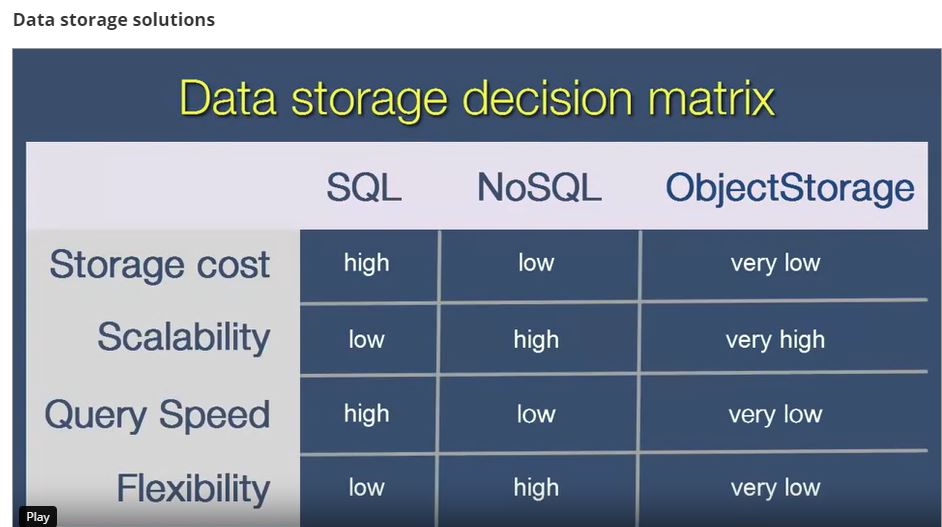 Data storage solutions
Data storage decision matrix
SQL NoSQL ObjectStorage
Storage cost high low very low
Scalability low high very high
Query Speed high low very low
Flexibility low high very low
Play